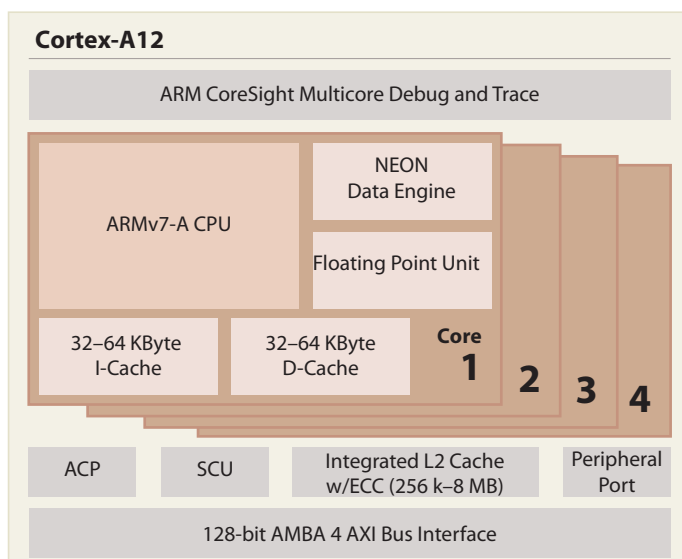 Cortex-A12
ARM CoreSight Multicore Debug and Trace
ARMv7-A CPU
NEON
Data Engine
Floating Point Unit
32–64 KByte
I-Cache
32–64 KByte
D-Cache
Core
1
2
3
4
ACP
SCU
Integrated L2 Cache
w/ECC (256 k–8 MB)
Peripheral
Port
128-bit AMBA 4 AXI Bus Interface